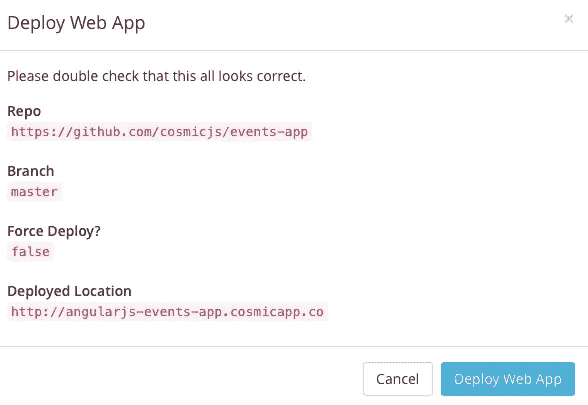 Deploy Web App
×
Please double check that this all looks correct.
Repo
https://github.com/cosmicjs/events-app
Branch
master
Force Deploy?
false
Deployed Location
http://angularjs-events-app.cosmicapp.co
Cancel Deploy Web App